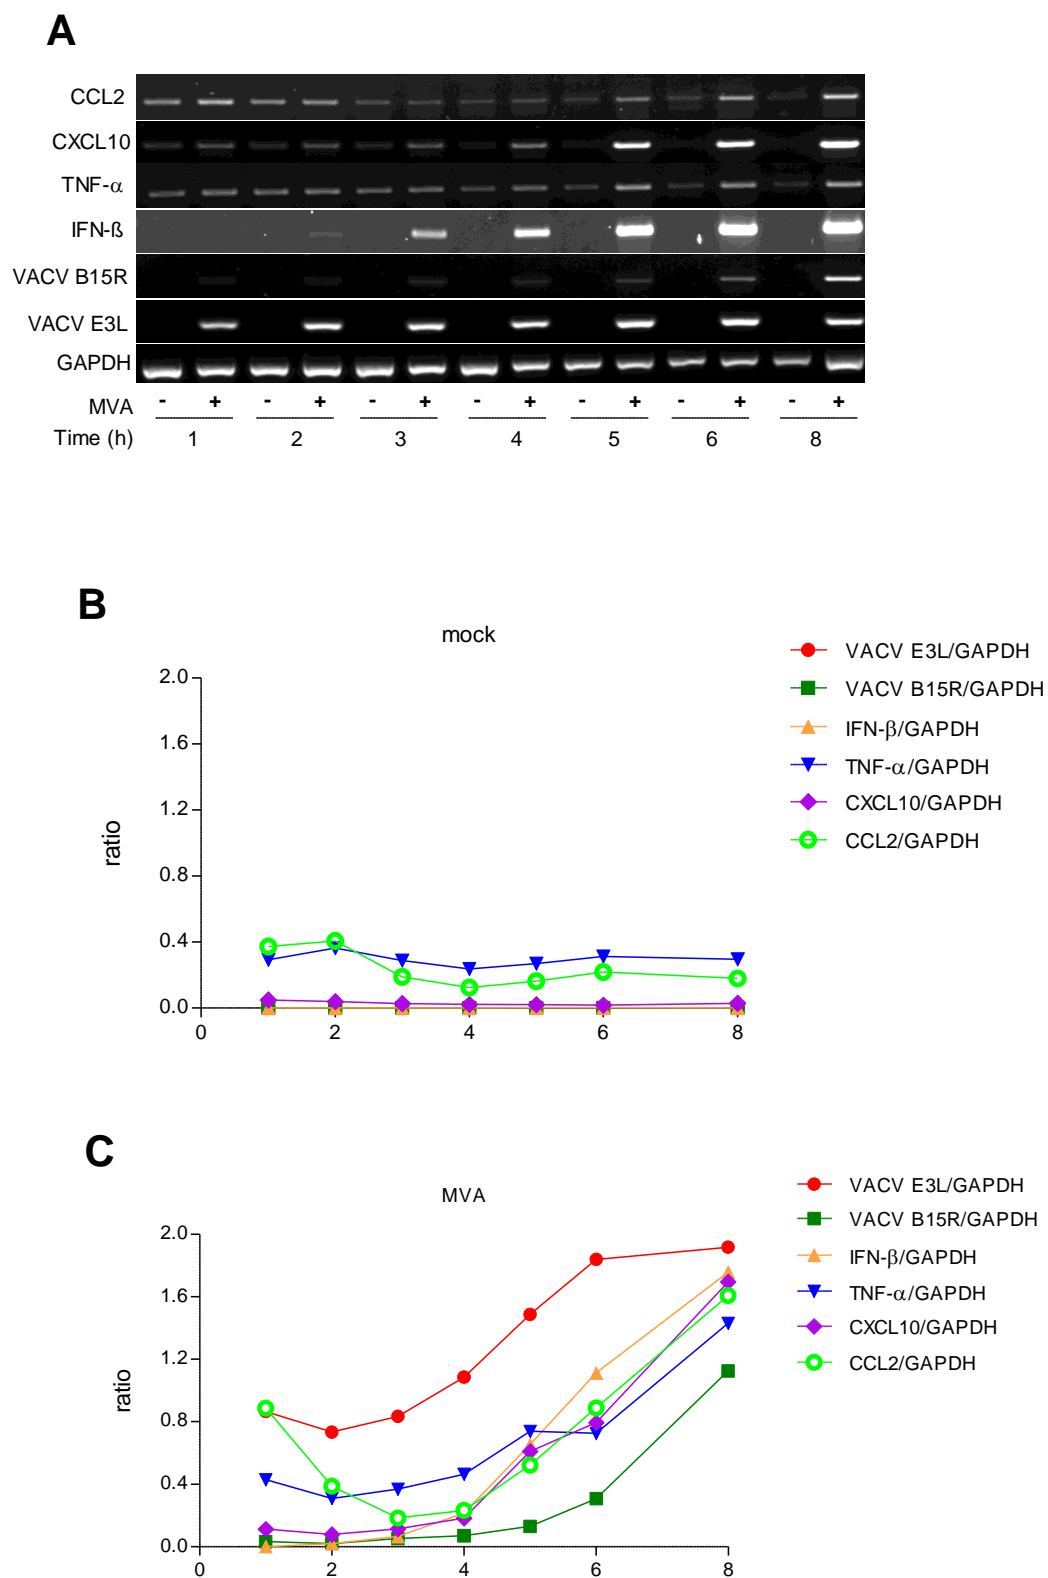 A
CCL2
CXCL10
TNF-α
IFN-ß
VACV B15R
VACV E3L
GAPDH
MVA - + - + - + - + - + - + - +
Time (h) 1 2 3 4 5 6 8
B
mock
VACV E3L/GAPDH
VACV B15R/GAPDH
IFN-β/GAPDH
TNF-α/GAPDH
CXCL10/GAPDH
CCL2/GAPDH
2.0
1.6
1.2
0.8
0.4
0.0
ratio
0 2 4 6 8
C
MVA
VACV E3L/GAPDH
VACV B15R/GAPDH
IFN-β/GAPDH
TNF-α/GAPDH
CXCL10/GAPDH
CCL2/GAPDH
2.0
1.6
1.2
0.8
0.4
0.0
ratio
0 2 4 6 8